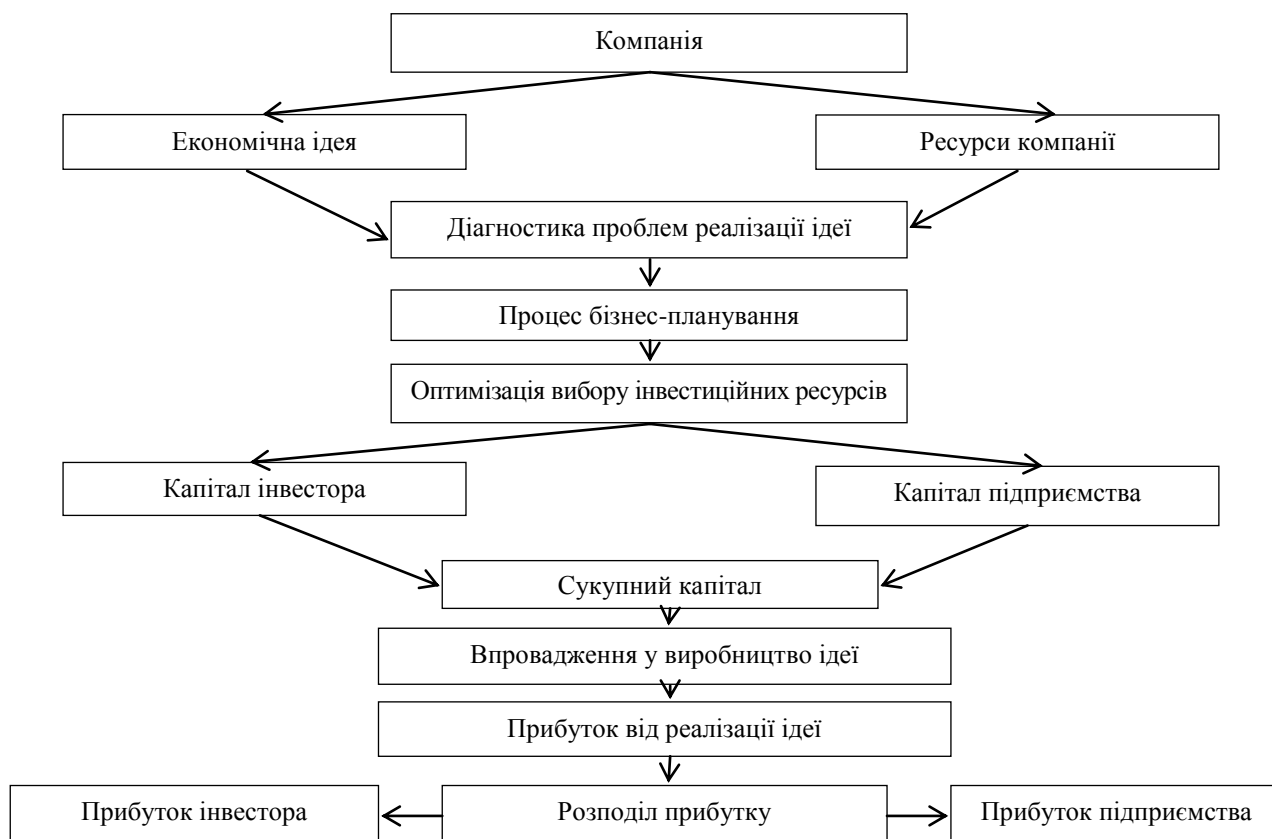 Компанія
Економічна ідея
Ресурси компанії
Діагностика проблем реалізації ідеї
Процес бізнес-планування
Оптимізація вибору інвестиційних ресурсів
Капітал інвестора
Капітал підприємства
Сукупний капітал
Впровадження у виробництво ідеї
Прибуток від реалізації ідеї
Прибуток інвестора
Розподіл прибутку
Прибуток підприємства